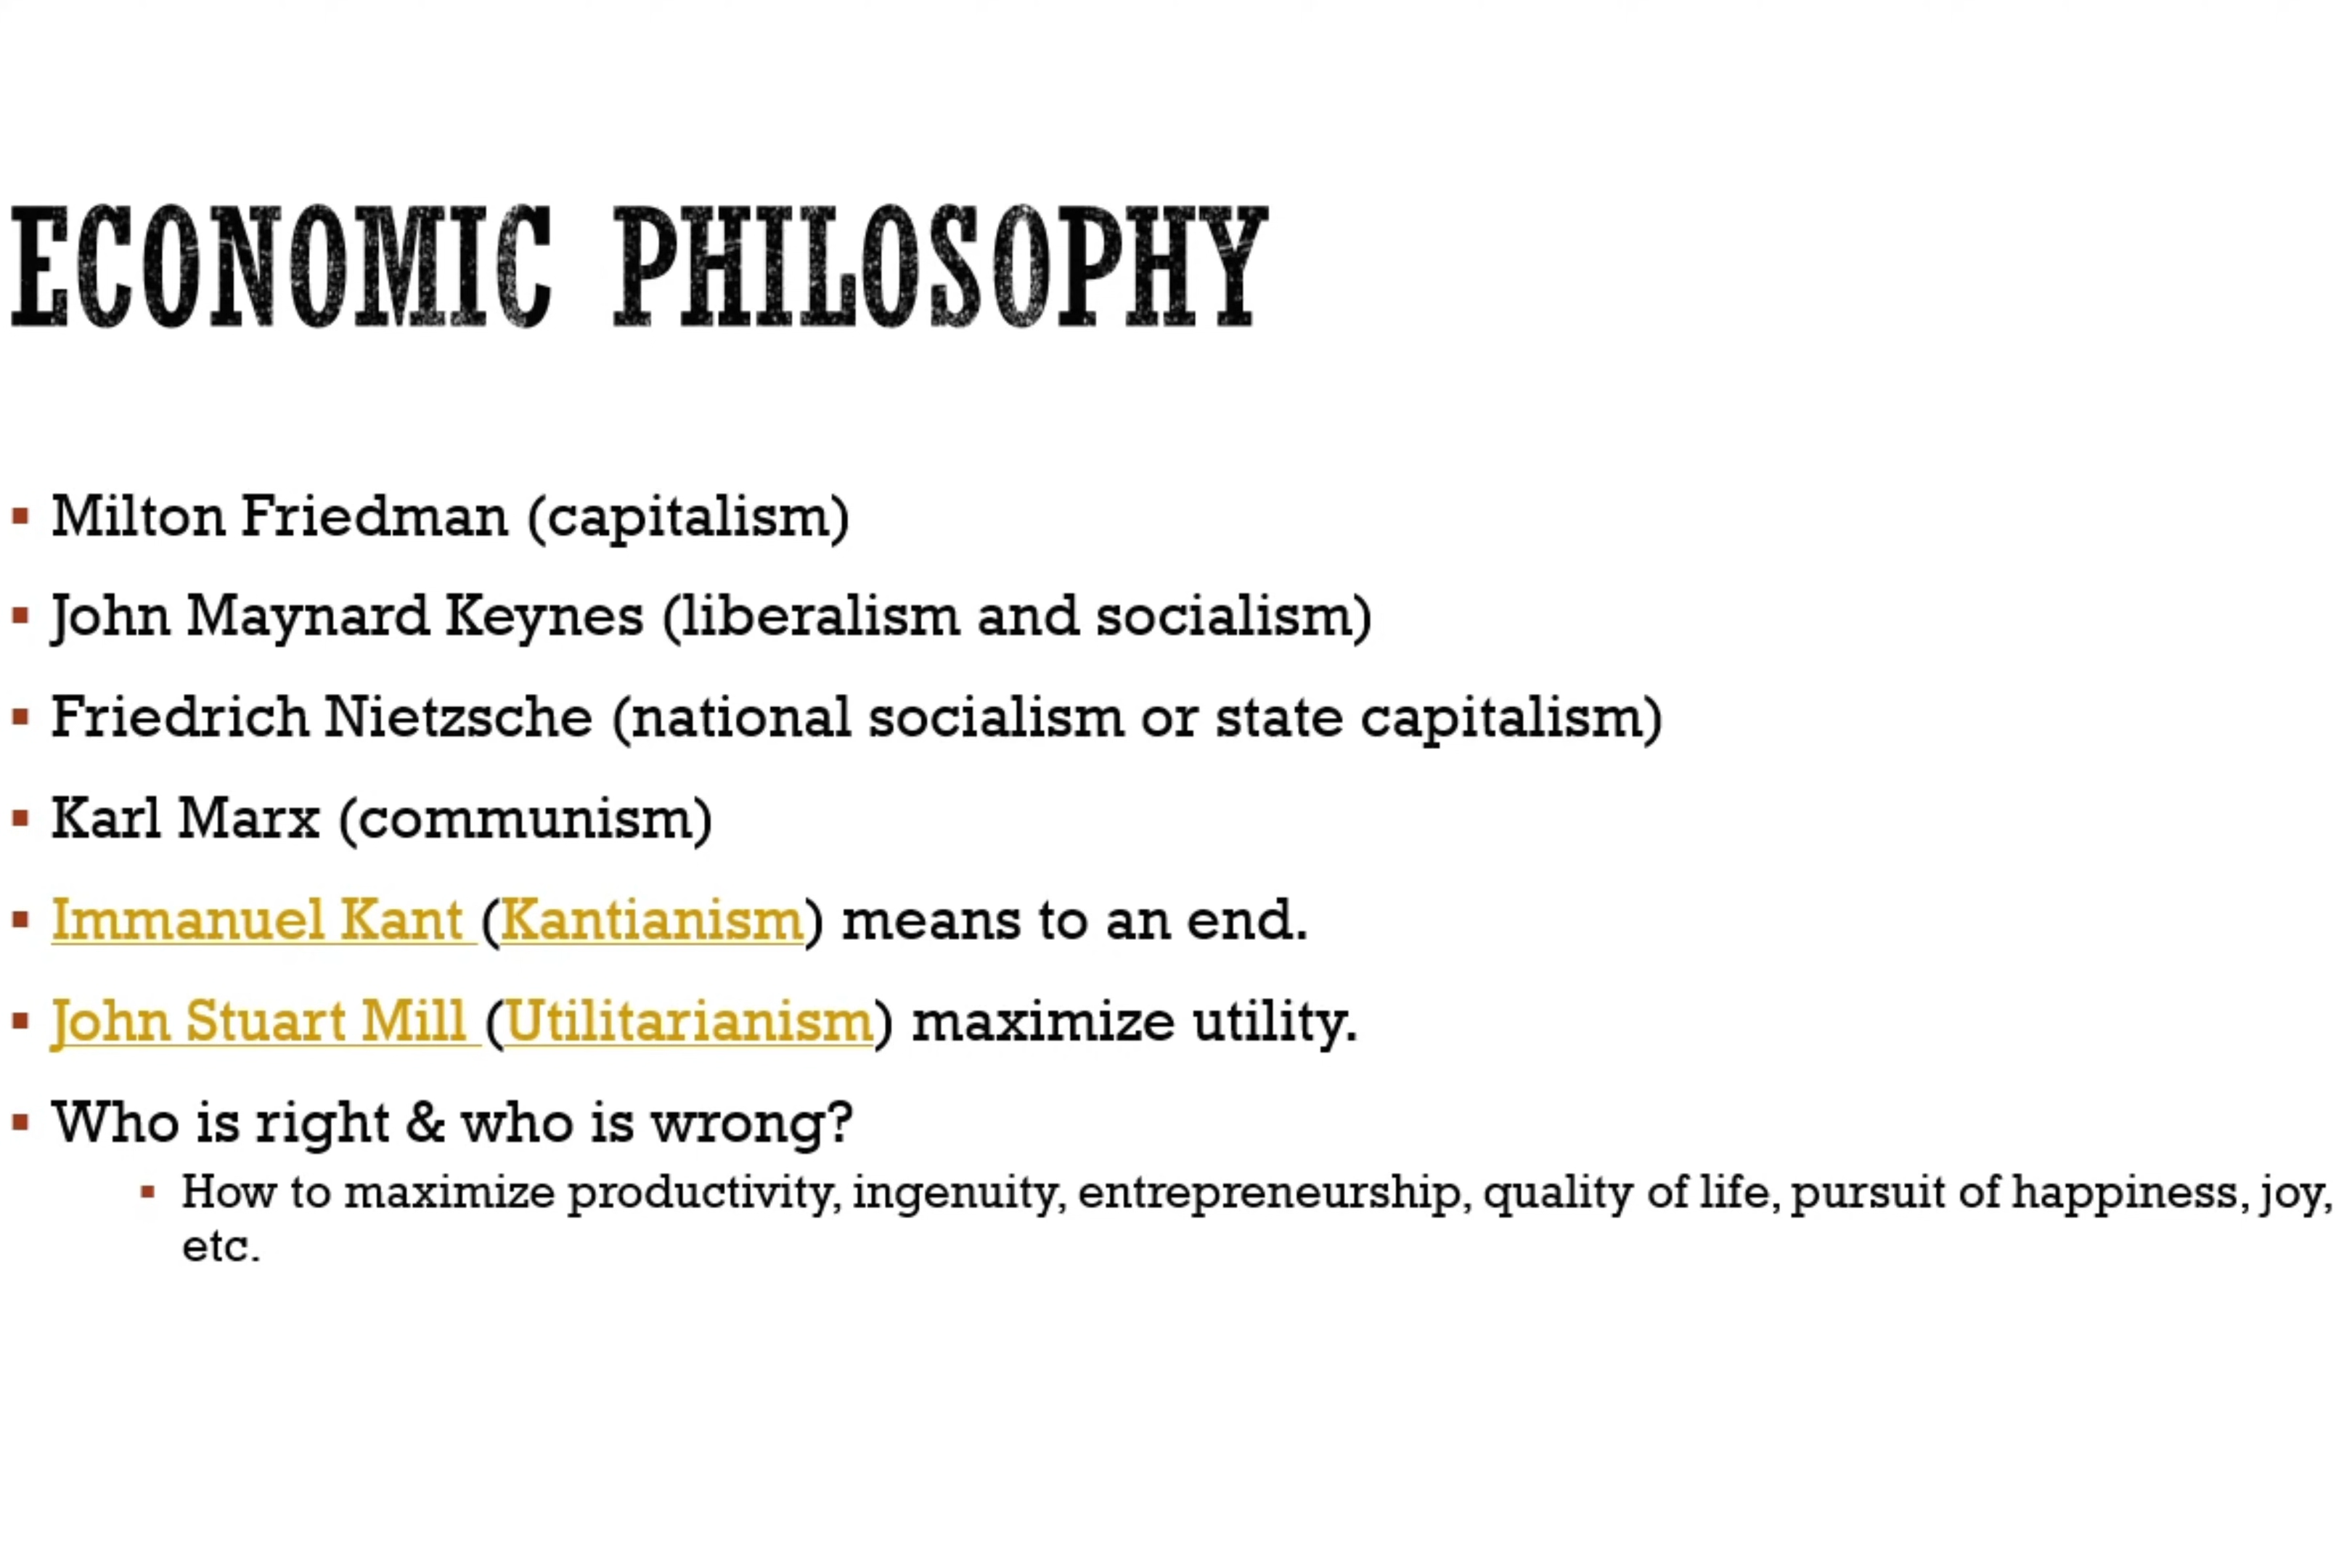 ECONOMIC PHILOSOPHY
▪ Milton Friedman (capitalism)
▪ John Maynard Keynes (liberalism and socialism)
▪ Friedrich Nietzsche (national socialism or state capitalism)
▪ Karl Marx (communism)
▪ Immanuel Kant (Kantianism) means to an end.
▪ John Stuart Mill (Utilitarianism) maximize utility.
▪ Who is right & who is wrong?
▪ How to maximize productivity, ingenuity, entrepreneurship, quality of life, pursuit of happiness, joy,
etc.